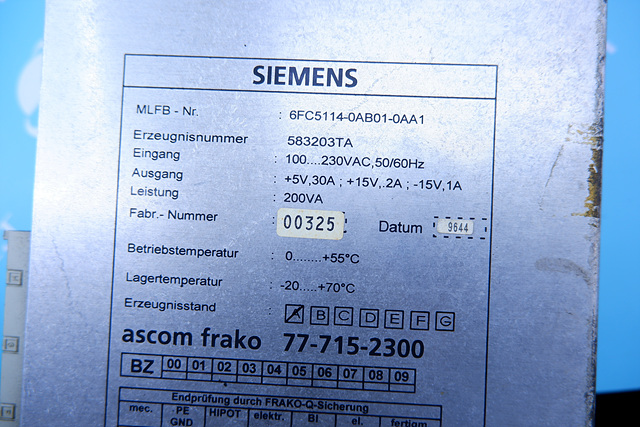 SIEMENS
MLFB - Nr. : 6FC5114-0AB01-0AA1
Erzeugnisnummer 583203TA
Eingang : 100....230VAC,50/60Hz
Ausgang : +5V,30A ; +15V,.2A ; -15V,1A
Leistung : 200VA
Fabr.- Nummer : 00325 Datum 9644
Betriebstemperatur : 0........+55°C
Lagertemperatur : -20.....+70°C
Erzeugnisstand : A B C D E F G
ascom frako 77-715-2300
BZ 00 01 02 03 04 05 06 07 08 09
Endprüfung durch FRAKO-Q-Sicherung
mec. PE GND HIPOT elektr. BI el. fertigm